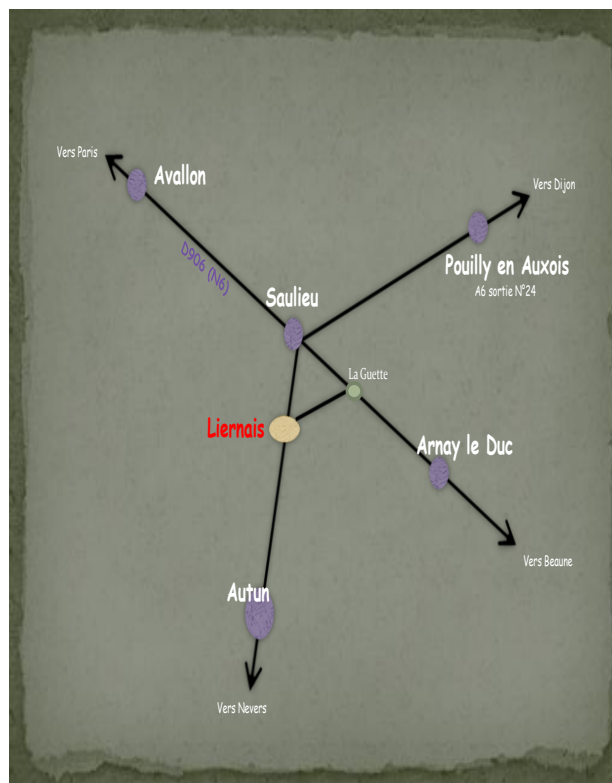 Vers Paris
Avallon
Vers Dijon
D906 (N6)
Pouilly en Auxois
A6 sortie N°24
Saulieu
La Guette
Liernais
Arnay le Duc
Vers Beaune
Autun
Vers Nevers